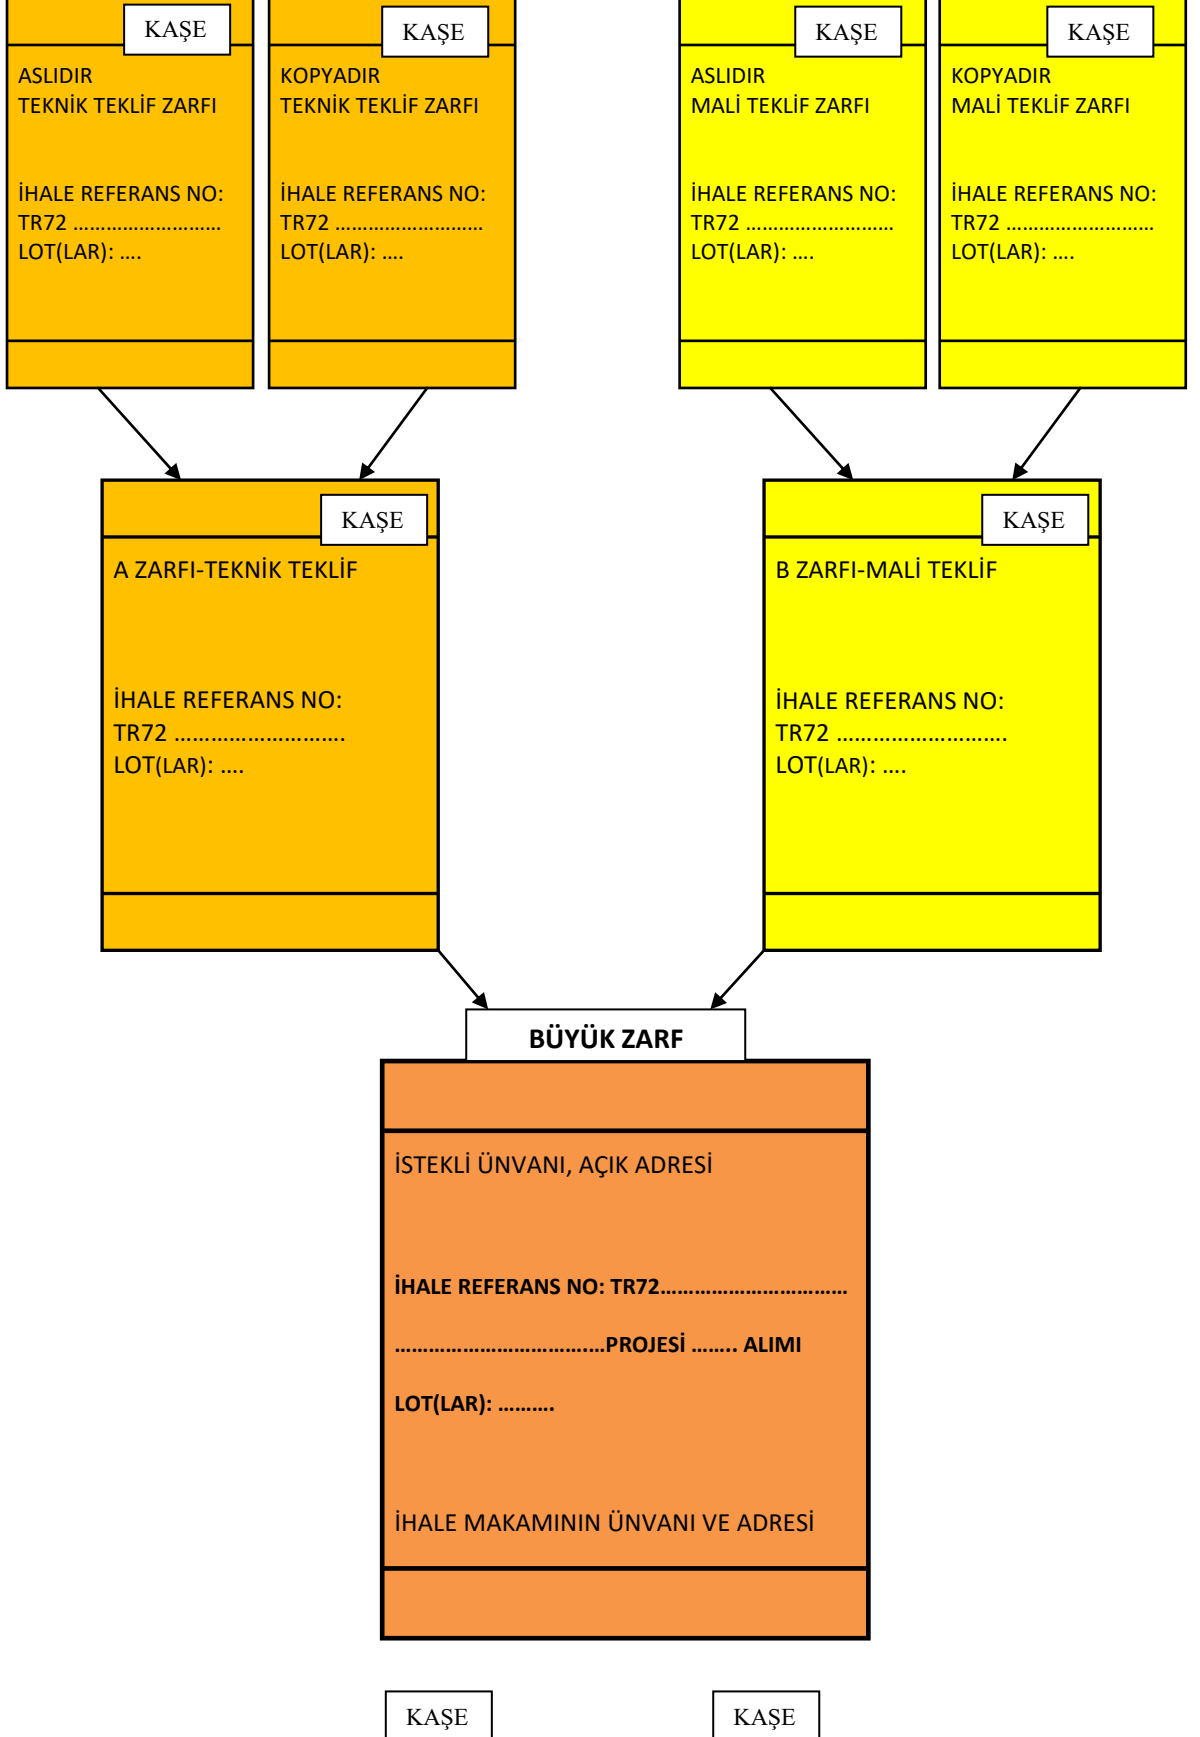 KAŞE
ASLIDIR
TEKNİK TEKLİF ZARFI
İHALE REFERANS NO:
TR72 ……………………….
LOT(LAR): ….
KAŞE
KOPYADIR
TEKNİK TEKLİF ZARFI
İHALE REFERANS NO:
TR72 ……………………….
LOT(LAR): ….
KAŞE
ASLIDIR
MALİ TEKLİF ZARFI
İHALE REFERANS NO:
TR72 ……………………….
LOT(LAR): ….
KAŞE
KOPYADIR
MALİ TEKLİF ZARFI
İHALE REFERANS NO:
TR72 ……………………….
LOT(LAR): ….
KAŞE
A ZARFI-TEKNİK TEKLİF
İHALE REFERANS NO:
TR72 ……………………….
LOT(LAR): ….
KAŞE
B ZARFI-MALİ TEKLİF
İHALE REFERANS NO:
TR72 ……………………….
LOT(LAR): ….
BÜYÜK ZARF
İSTEKLİ ÜNVANI, AÇIK ADRESİ
İHALE REFERANS NO: TR72……………………………
…………………………….…PROJESİ …….. ALIMI
LOT(LAR): ……….
İHALE MAKAMININ ÜNVANI VE ADRESİ
KAŞE
KAŞE